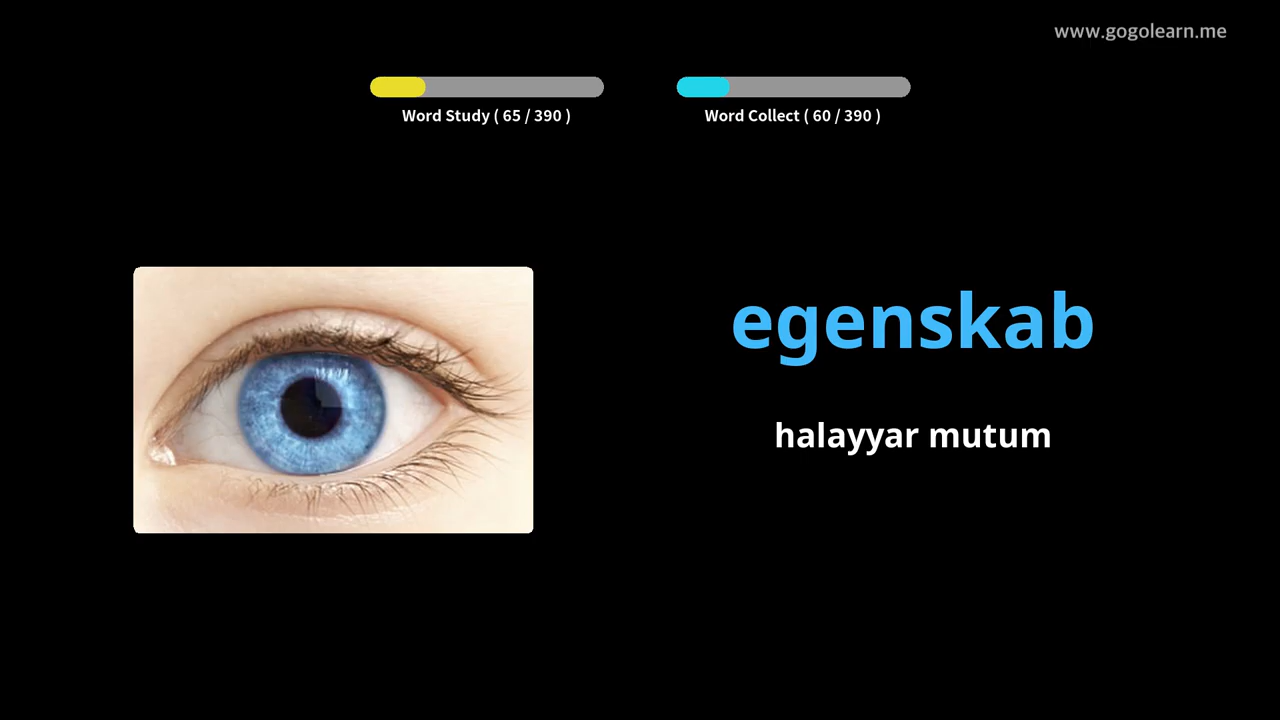 www.gogolearn.me
Word Study ( 65 / 390 )
Word Collect ( 60 / 390 )
egenskab
halayyar mutum